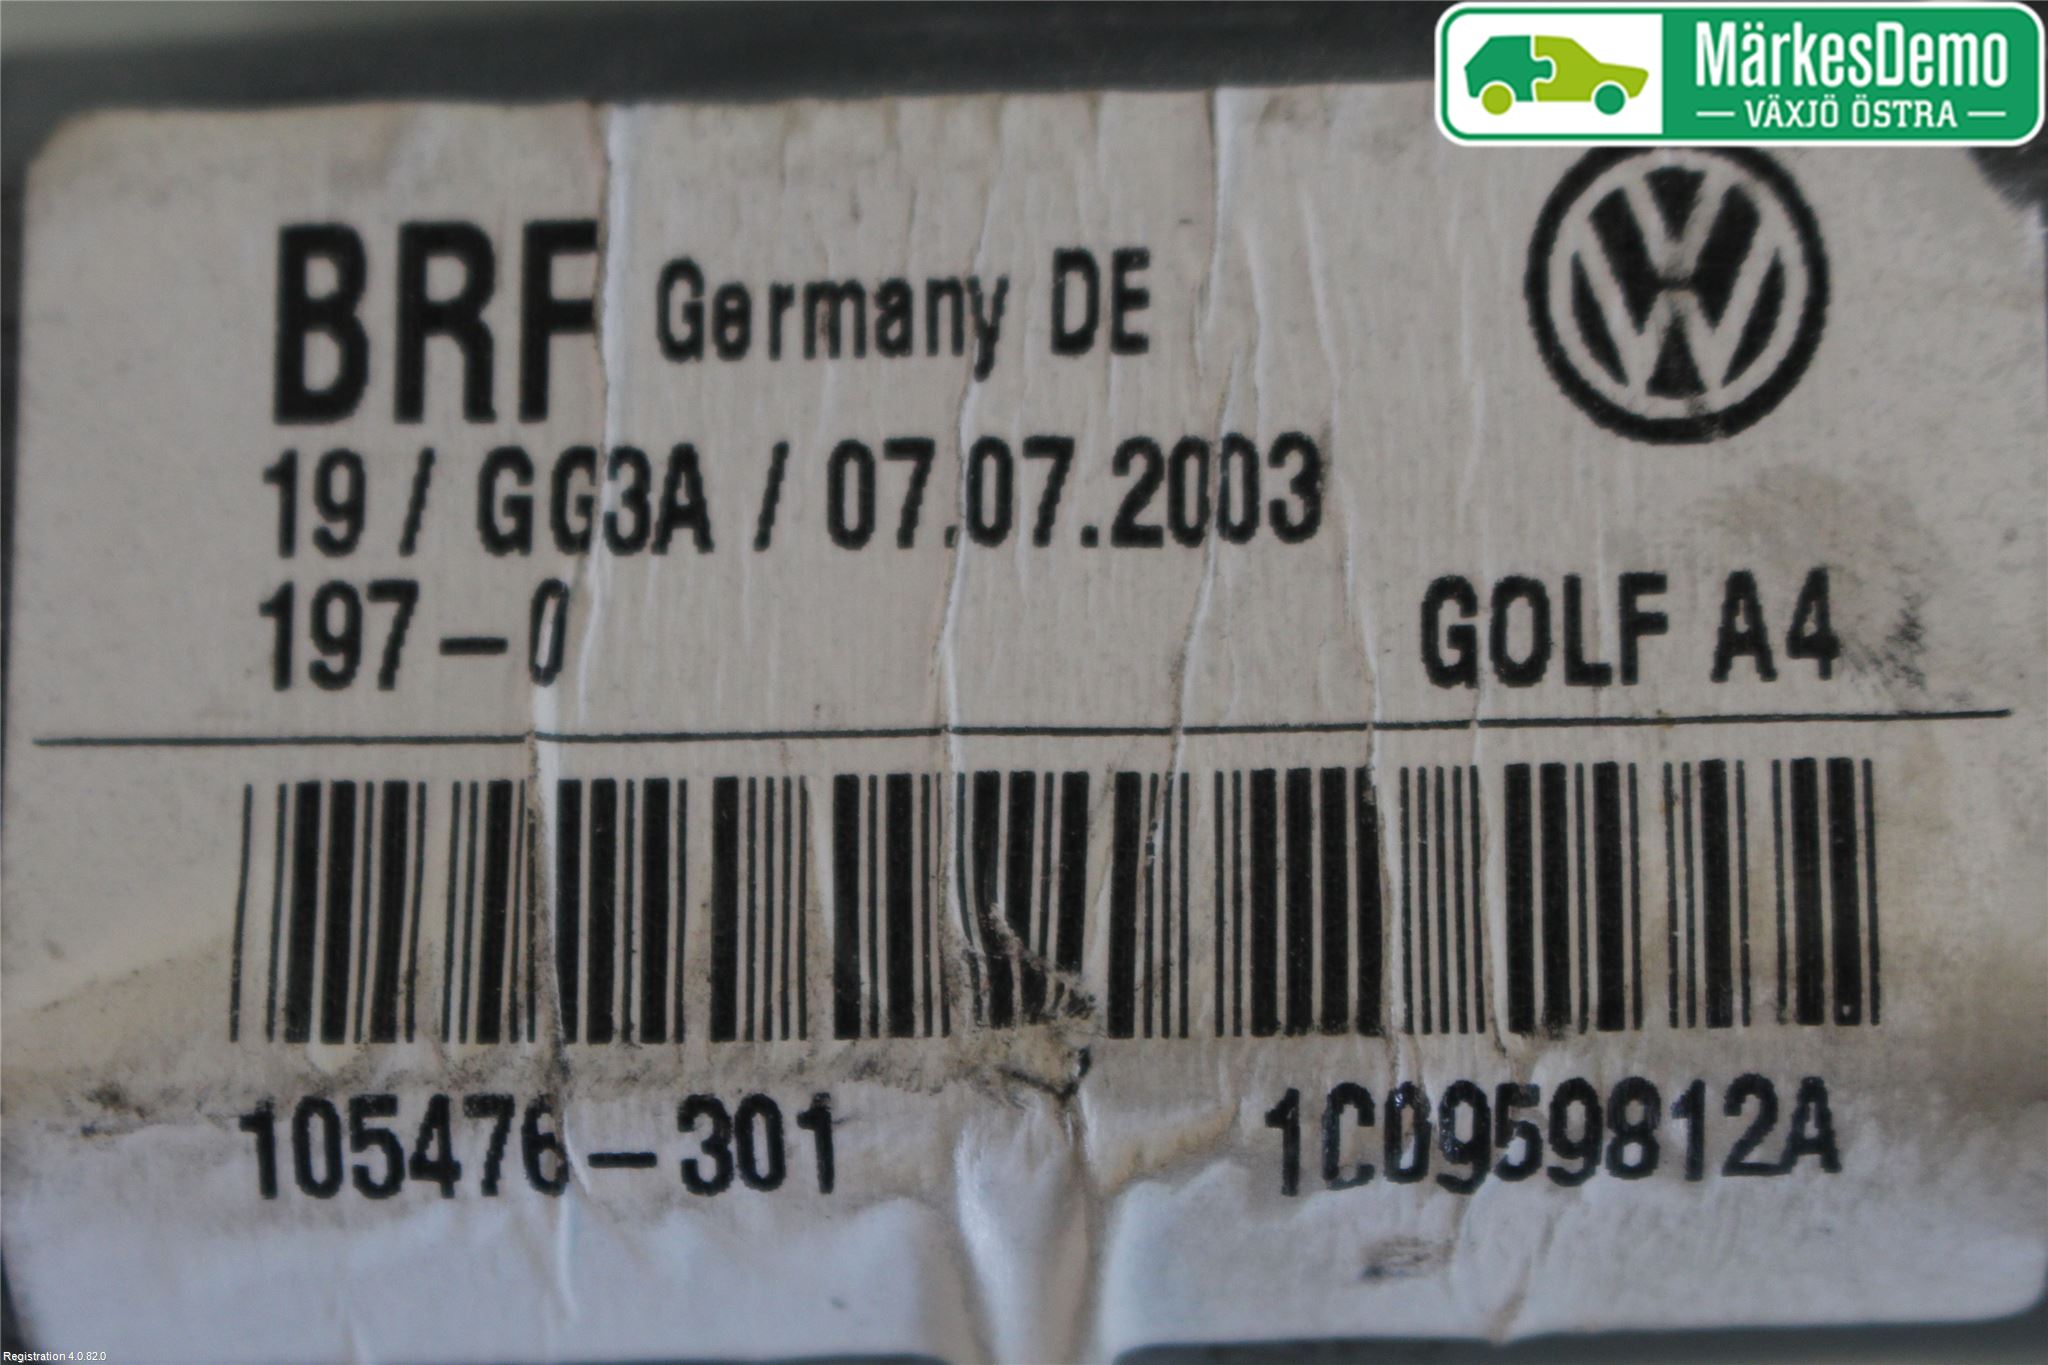 MärkesDemo
VÄXJÖ ÖSTRA
BRF Germany DE
19 / GG3A / 07.07.2003
197-0
GOLF A4
105476-301
1C0959812A
Registration 4.0.82.0